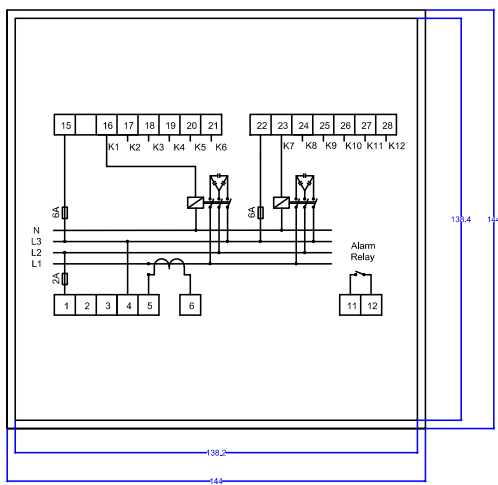 15 16 17 18 19 20 21 22 23 24 25 26 27 28
K1 K2 K3 K4 K5 K6 K7 K8 K9 K10 K11 K12
6A 6A
N
L3
L2
L1
Alarm
Relay
2A
1 2 3 4 5 6 11 12
138.4
138.2
144